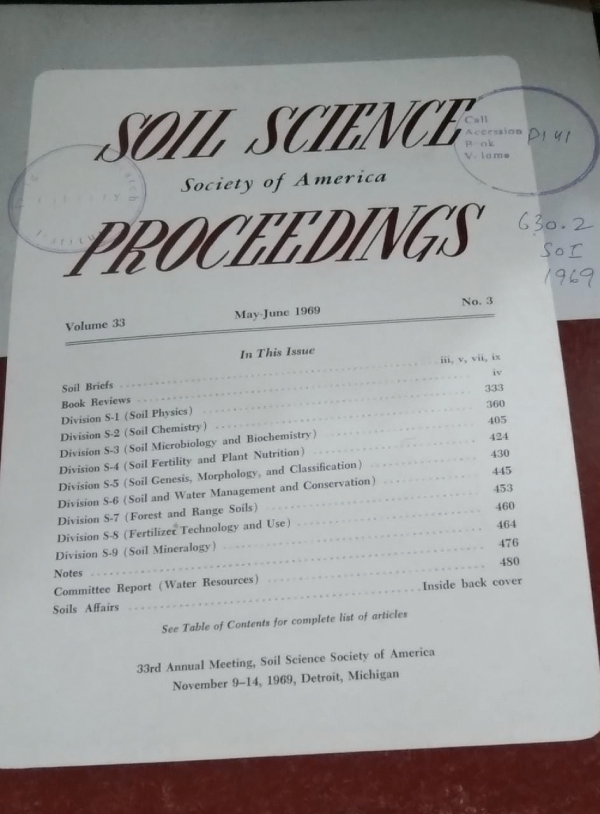 SOIL SCIENCE
Society of America
PROCEEDINGS
Call
Accession
Book
Volume
D141
630.2
SOI
1969
Volume 33 May-June 1969 No. 3
In This Issue
Soil Briefs iii, v, vii, ix
Book Reviews iv
Division S-1 (Soil Physics) 333
Division S-2 (Soil Chemistry) 360
Division S-3 (Soil Microbiology and Biochemistry) 405
Division S-4 (Soil Fertility and Plant Nutrition) 424
Division S-5 (Soil Genesis, Morphology, and Classification) 430
Division S-6 (Soil and Water Management and Conservation) 445
Division S-7 (Forest and Range Soils) 453
Division S-8 (Fertilizer Technology and Use) 460
Division S-9 (Soil Mineralogy) 464
Notes 476
Committee Report (Water Resources) 480
Soils Affairs Inside back cover
See Table of Contents for complete list of articles
33rd Annual Meeting, Soil Science Society of America
November 9–14, 1969, Detroit, Michigan